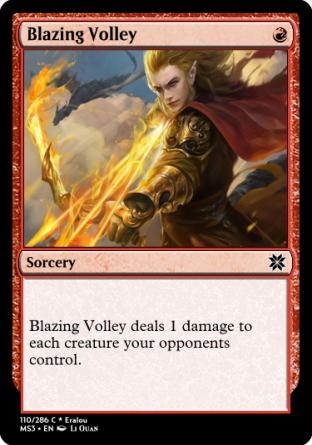 Blazing Volley
Sorcery
Blazing Volley deals 1 damage to
each creature your opponents
control.
110/286 C * Eralou
MS3 • EN Li Quan